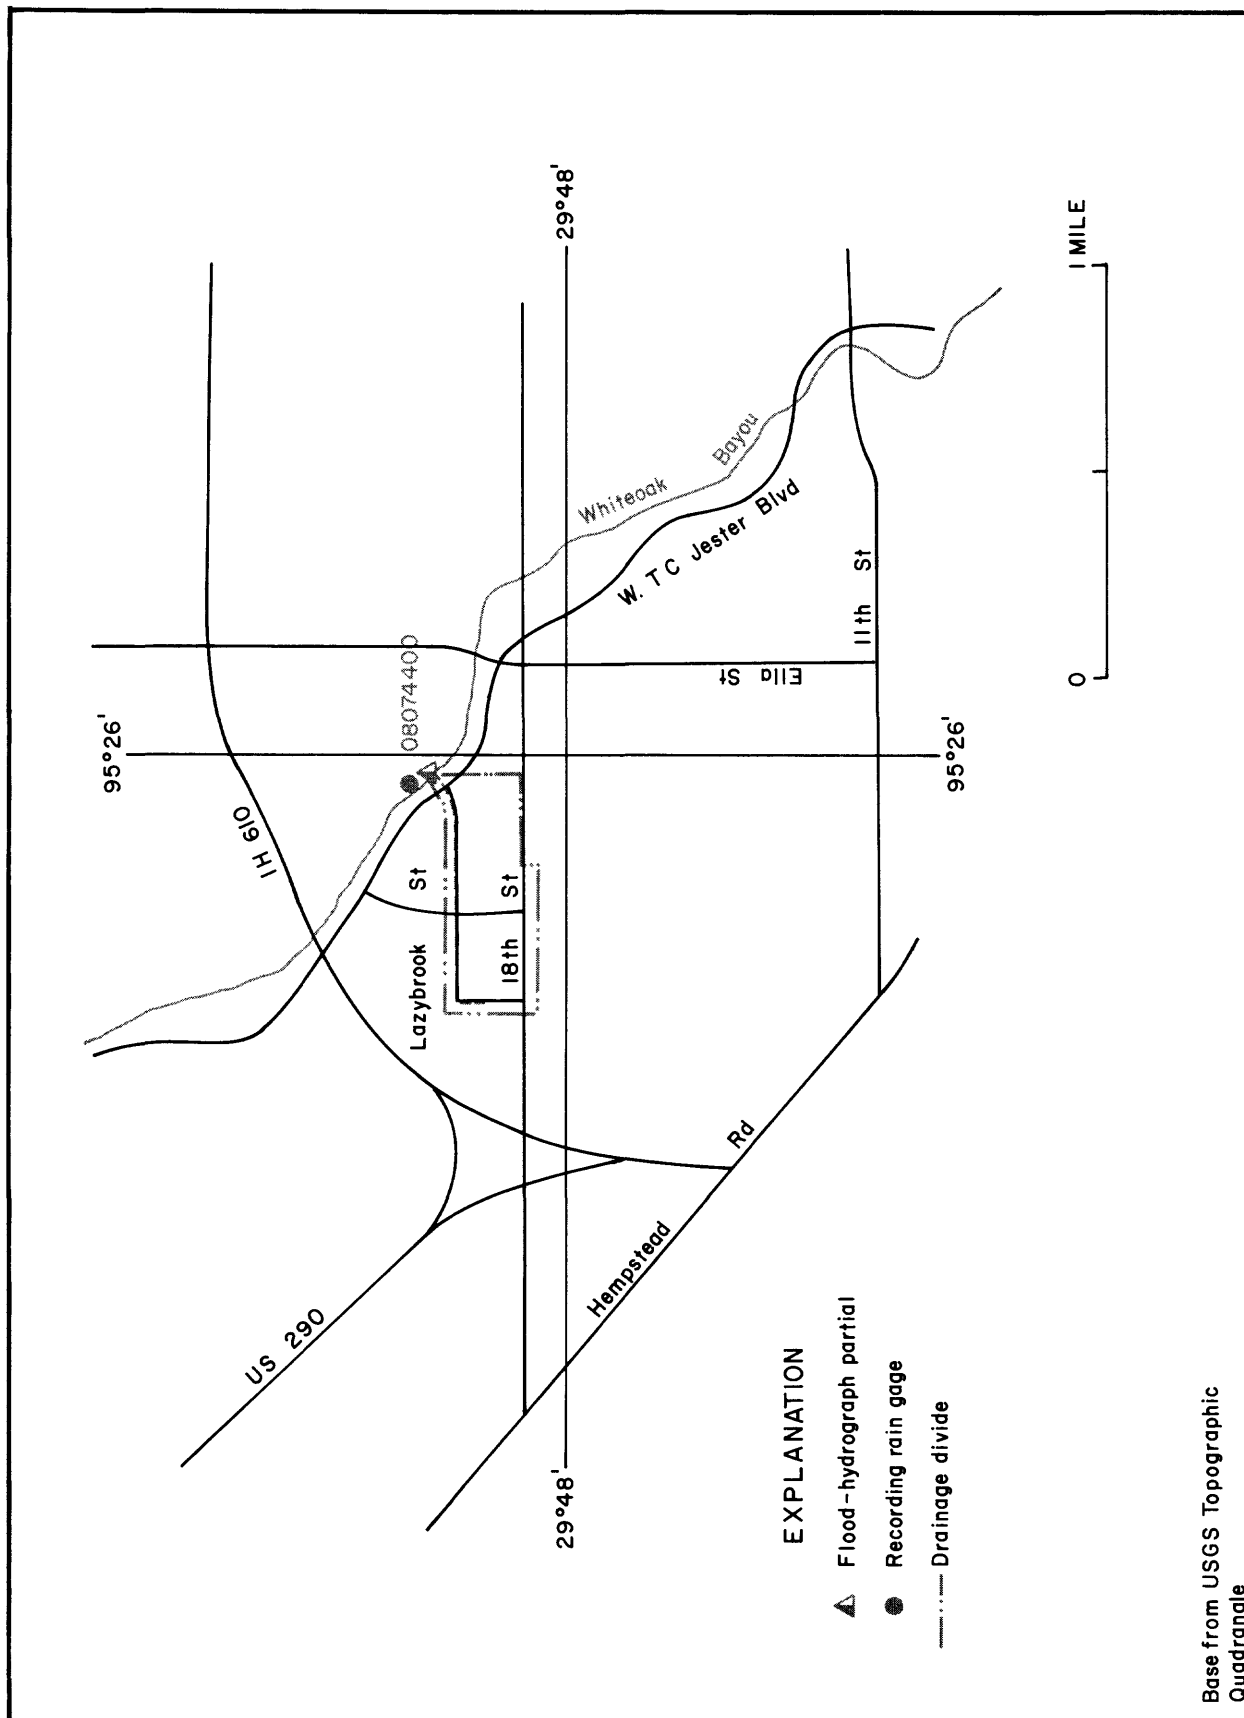 95°26'
IH 610
US 290
08074400
Lazybrook St
18th St
29°48'
29°48'
Whiteoak Bayou
W. T C Jester Blvd
Ella St
11th St
Hempstead Rd
95°26'
0
1 MILE
EXPLANATION
Flood-hydrograph partial
Recording rain gage
Drainage divide
Base from USGS Topographic
Quadrangle